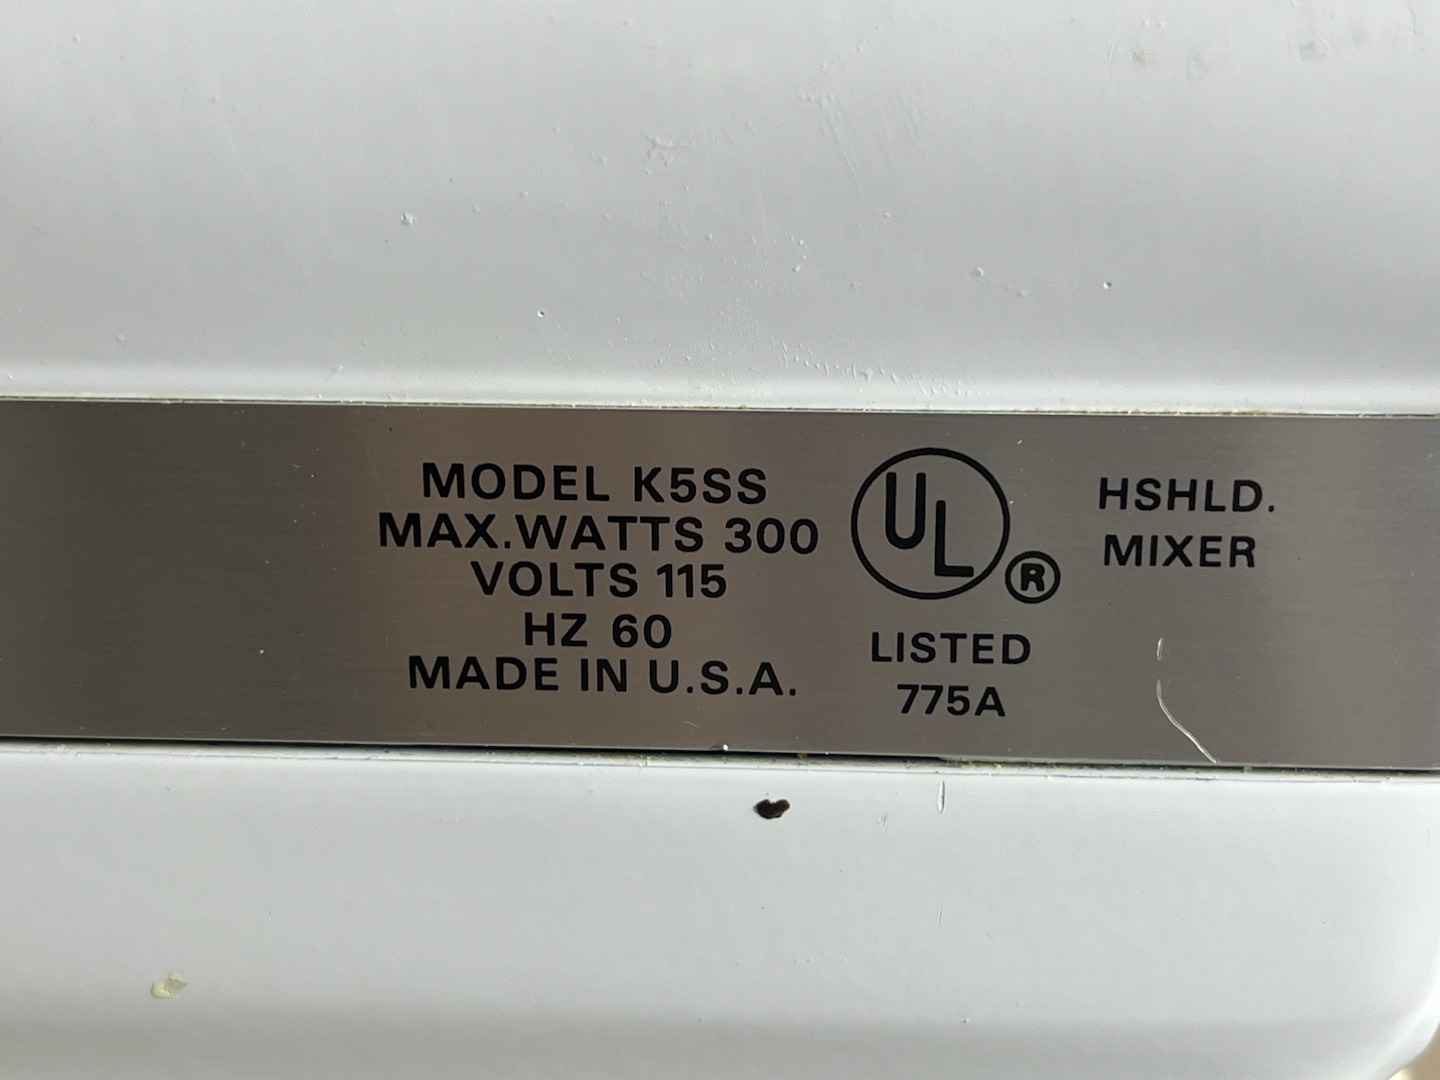 MODEL K5SS
MAX.WATTS 300
VOLTS 115
HZ 60
MADE IN U.S.A.
UL
®
LISTED
775A
HSHLD.
MIXER